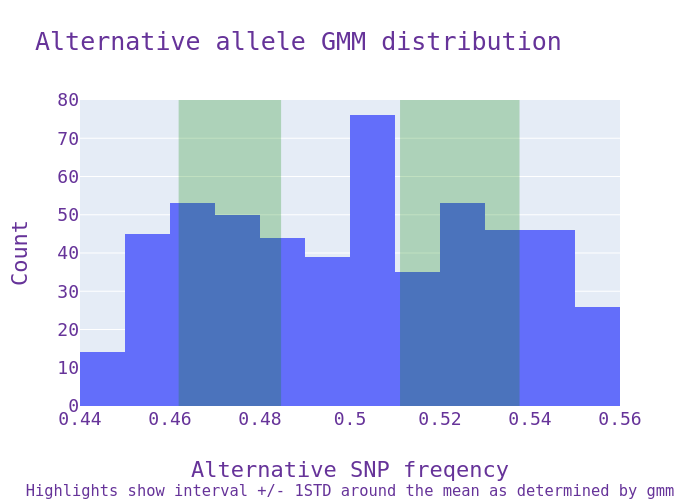 Alternative allele GMM distribution
80
70
60
50
40
30
20
10
0
Count
0.44 0.46 0.48 0.5 0.52 0.54 0.56
Alternative SNP freqency
Highlights show interval +/- 1STD around the mean as determined by gmm